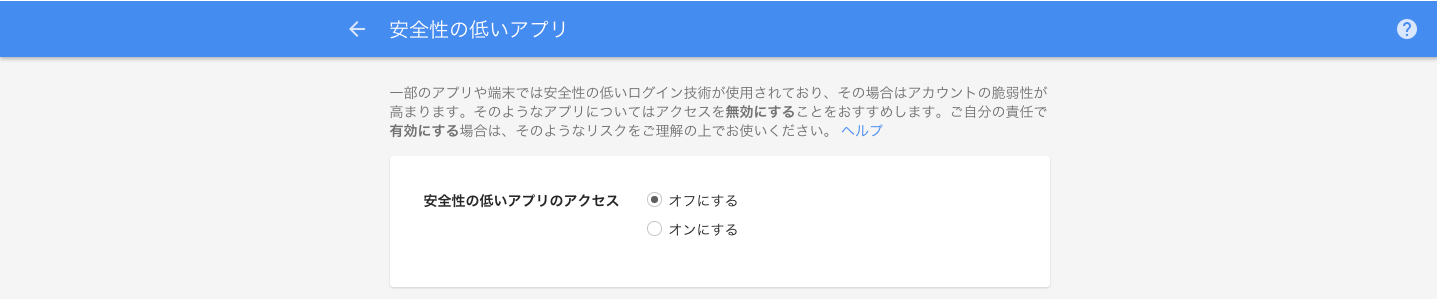 安全性の低いアプリ
一部のアプリや端末では安全性の低いログイン技術が使用されており、その場合はアカウントの脆弱性が
高まります。そのようなアプリについてはアクセスを無効にすることをおすすめします。ご自分の責任で
有効にする場合は、そのようなリスクをご理解の上でお使いください。 ヘルプ
安全性の低いアプリのアクセス オフにする
オンにする